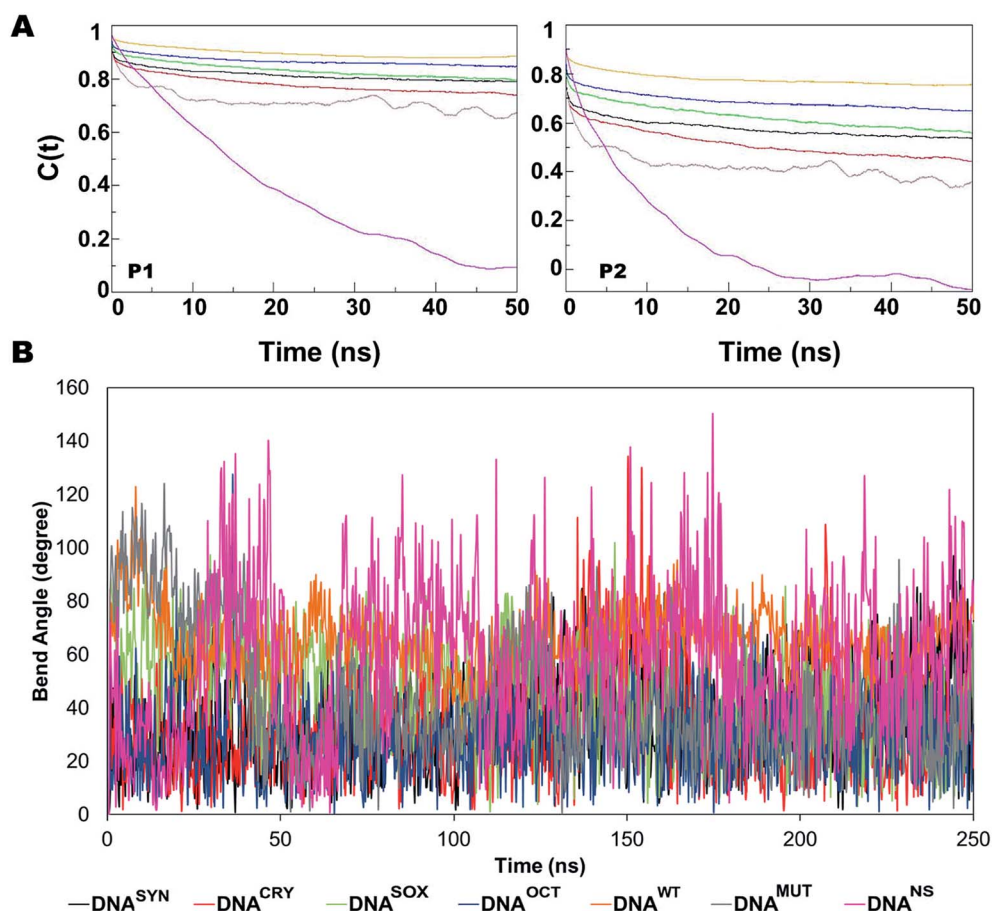 A
C(t)
1
0.8
0.6
0.4
0.2
0
P1
0 10 20 30 40 50
Time (ns)
1
0.8
0.6
0.4
0.2
0
P2
0 10 20 30 40 50
Time (ns)
B
Bend Angle (degree)
160
140
120
100
80
60
40
20
0
0 50 100 150 200 250
Time (ns)
DNA^SYN DNA^CRY DNA^SOX DNA^OCT DNA^WT DNA^MUT DNA^NS